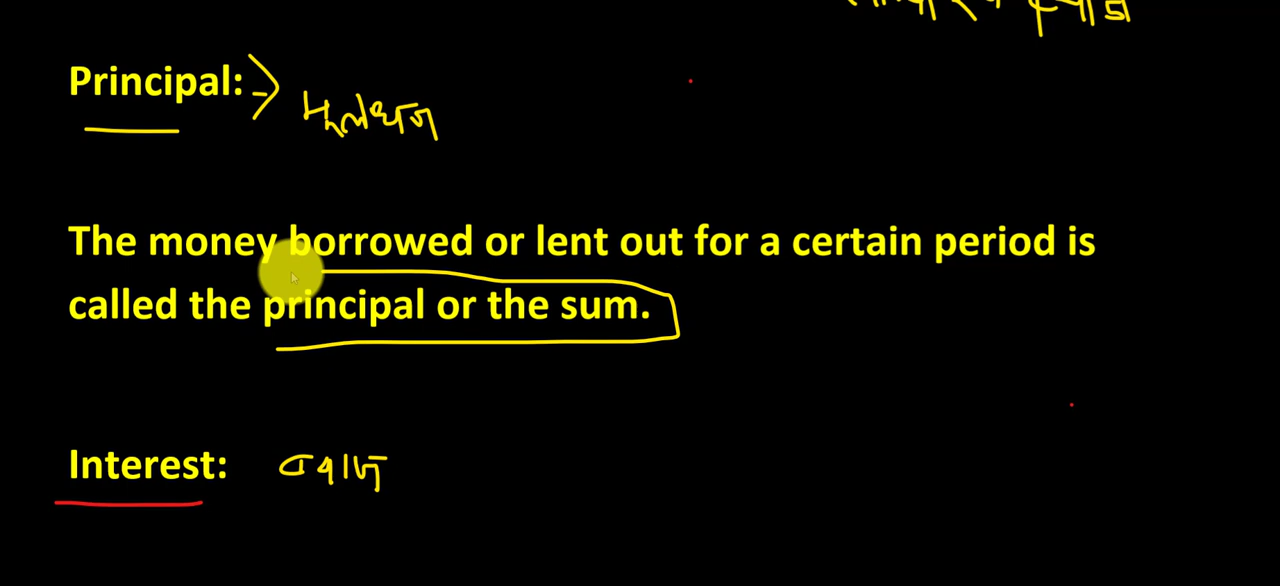 Principal:-> मूलधन
The money borrowed or lent out for a certain period is
called the principal or the sum.
Interest: ब्याज